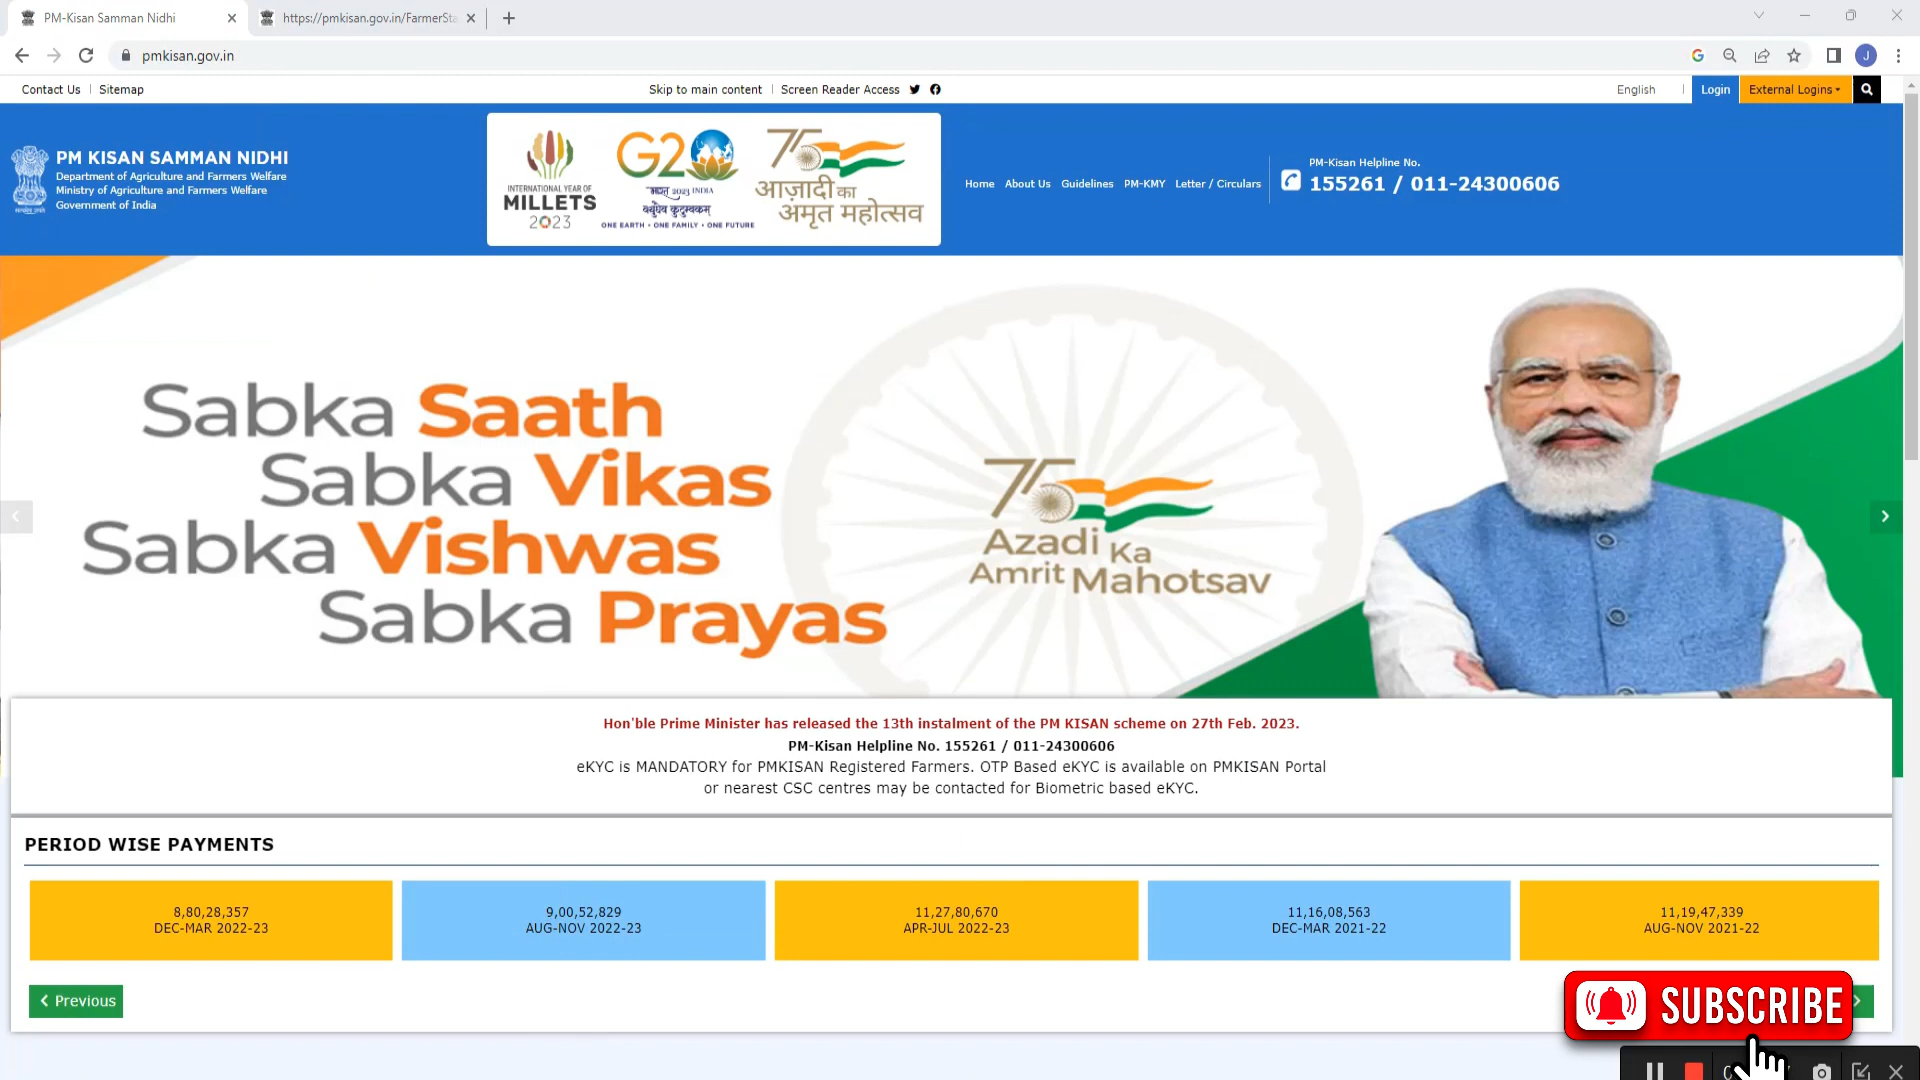 PM-Kisan Samman Nidhi
https://pmkisan.gov.in/FarmerSta
pmkisan.gov.in
J
Contact Us | Sitemap
Skip to main content | Screen Reader Access
English
Login
External Logins
PM KISAN SAMMAN NIDHI
Department of Agriculture and Farmers Welfare
Ministry of Agriculture and Farmers Welfare
Government of India
INTERNATIONAL YEAR OF
MILLETS
2023
G20
भारत 2023 INDIA
वसुधैव कुटुम्बकम्
ONE EARTH • ONE FAMILY • ONE FUTURE
75
आज़ादी का
अमृत महोत्सव
Home About Us Guidelines PM-KMY Letter / Circulars
PM-Kisan Helpline No.
155261 / 011-24300606
Sabka Saath
Sabka Vikas
Sabka Vishwas
Sabka Prayas
75
Azadi Ka
Amrit Mahotsav
Hon'ble Prime Minister has released the 13th instalment of the PM KISAN scheme on 27th Feb. 2023.
PM-Kisan Helpline No. 155261 / 011-24300606
eKYC is MANDATORY for PMKISAN Registered Farmers. OTP Based eKYC is available on PMKISAN Portal
or nearest CSC centres may be contacted for Biometric based eKYC.
PERIOD WISE PAYMENTS
8,80,28,357
DEC-MAR 2022-23
9,00,52,829
AUG-NOV 2022-23
11,27,80,670
APR-JUL 2022-23
11,16,08,563
DEC-MAR 2021-22
11,19,47,339
AUG-NOV 2021-22
Previous
SUBSCRIBE